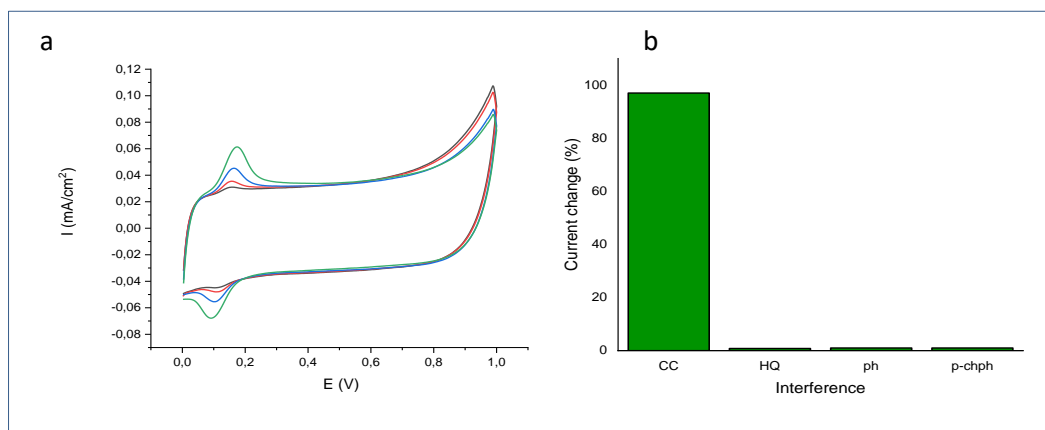 a
0,12
0,10
0,08
0,06
0,04
0,02
0,00
-0,02
-0,04
-0,06
-0,08
I (mA/cm²)
0,0 0,2 0,4 0,6 0,8 1,0
E (V)
b
100
80
60
40
20
0
Current change (%)
CC HQ ph p-chph
Interference